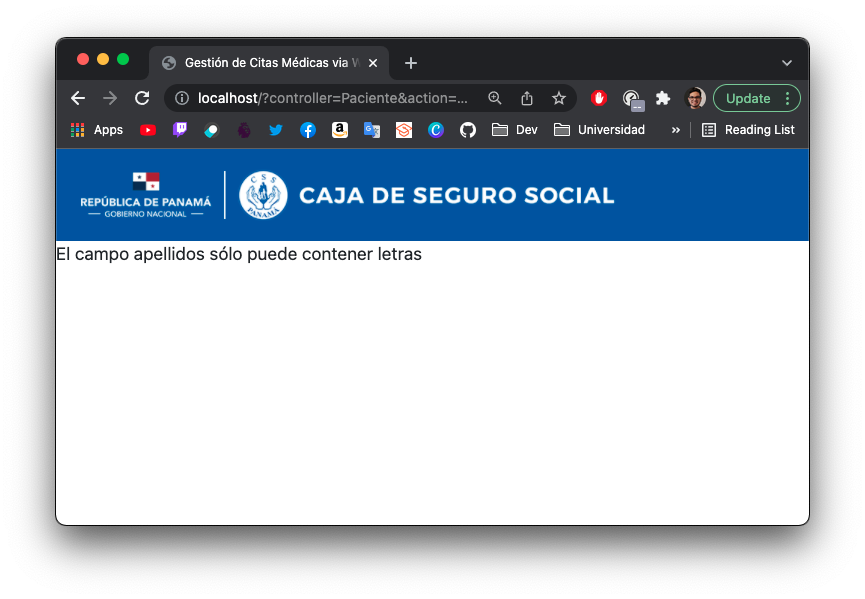 Gestión de Citas Médicas via W
localhost/?controller=Paciente&action=...
Update
Apps
Dev
Universidad
»
Reading List
REPÚBLICA DE PANAMÁ
— GOBIERNO NACIONAL —
CSS
PANAMÁ
CAJA DE SEGURO SOCIAL
El campo apellidos sólo puede contener letras